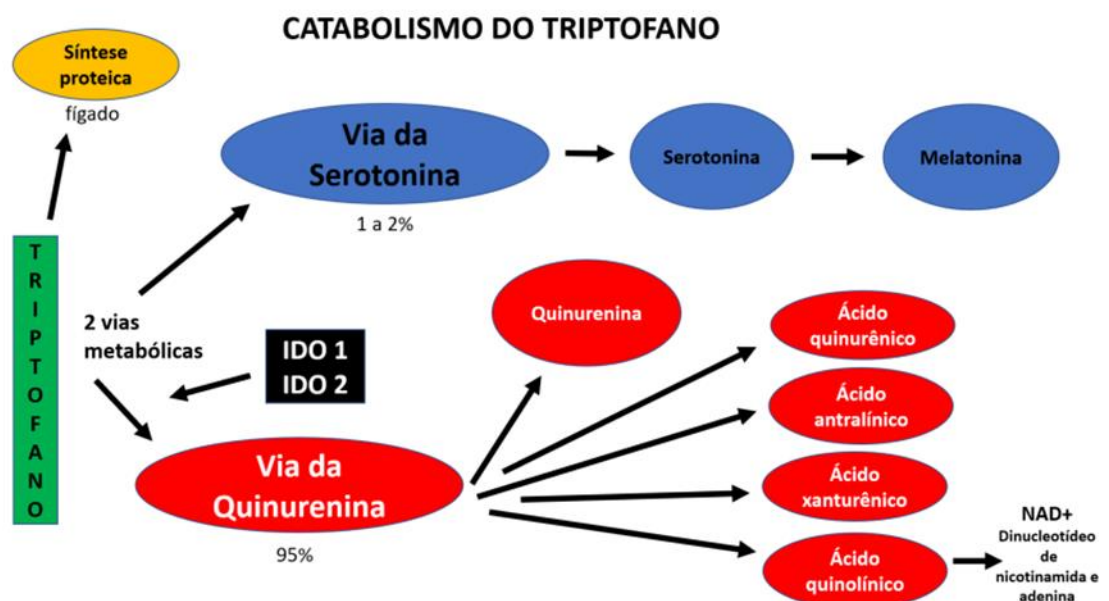 CATABOLISMO DO TRIPTOFANO
Síntese
proteica
fígado
Via da
Serotonina
1 a 2%
Serotonina
Melatonina
TRIPTOFANO
2 vias
metabólicas
IDO 1
IDO 2
Via da
Quinurenina
95%
Quinurenina
Ácido
quinurênico
Ácido
antralínico
Ácido
xanturênico
Ácido
quinolínico
NAD+
Dinucleotídeo
de
nicotinamida e
adenina